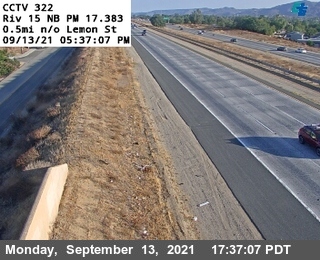 CCTV 322
Riv 15 NB PM 17.383
0.5mi n/o Lemon St
09/13/21 05:37:07 PM
Monday, September 13, 2021 17:37:07 PDT